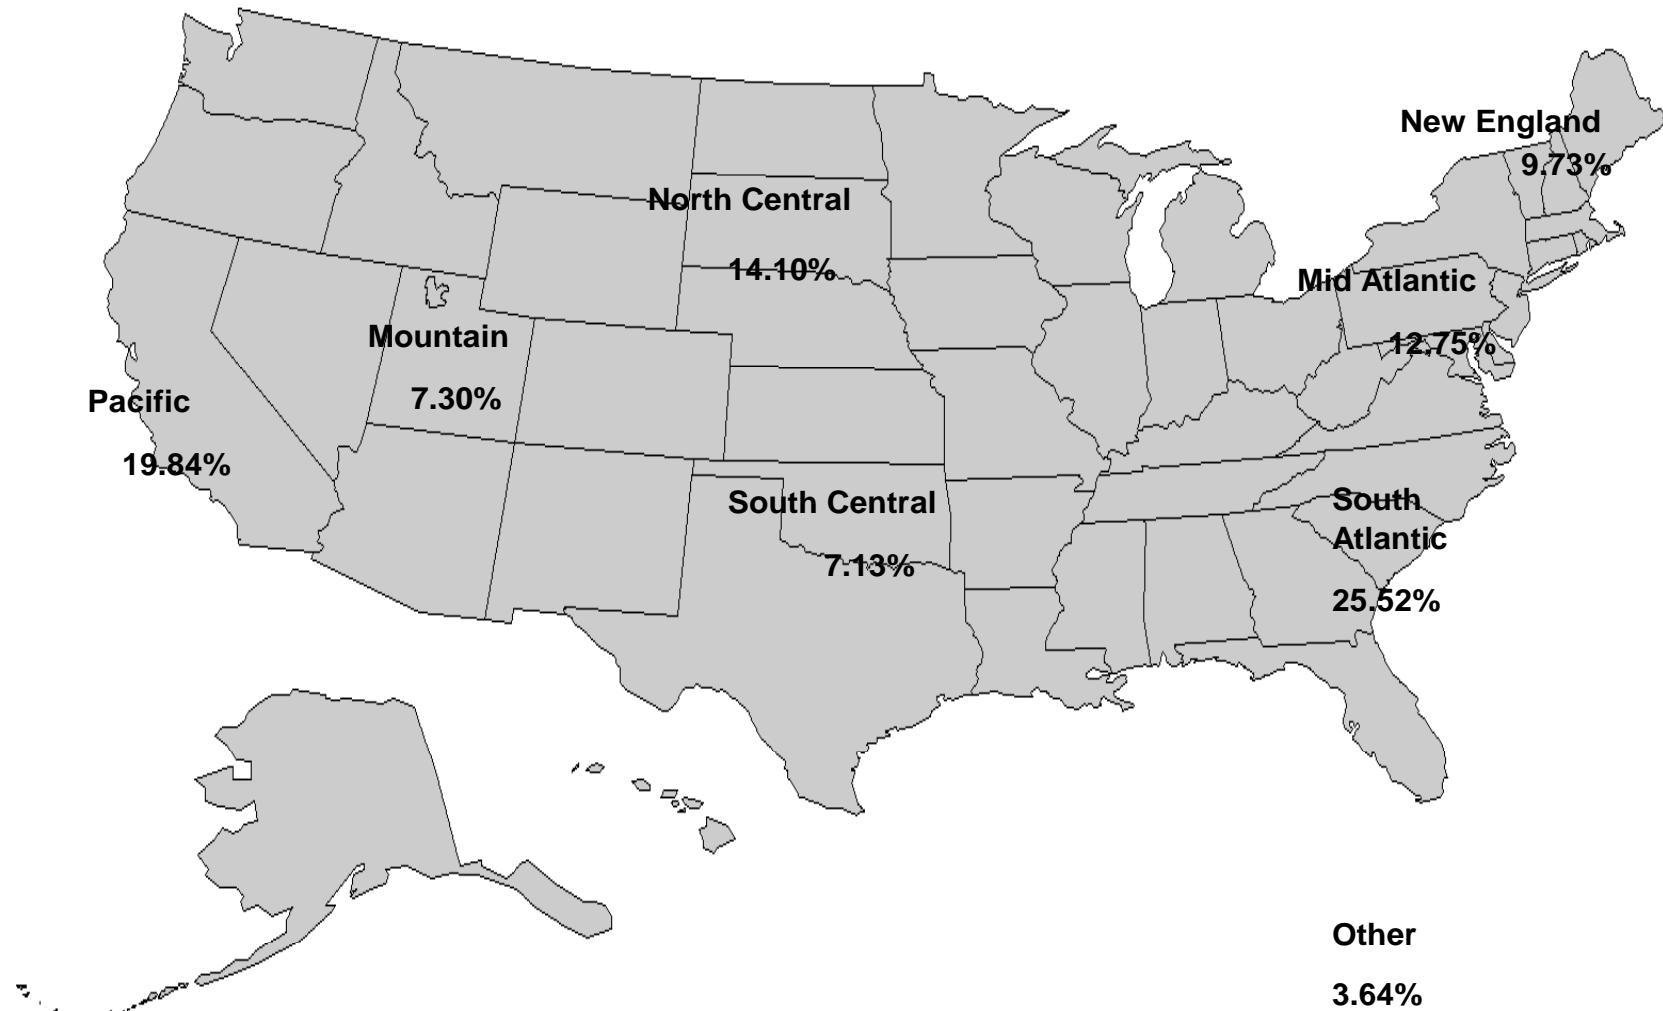 New England
9.73%
North Central
14.10%
Mid Atlantic
12.75%
Mountain
7.30%
Pacific
19.84%
South Central
7.13%
South
Atlantic
25.52%
Other
3.64%